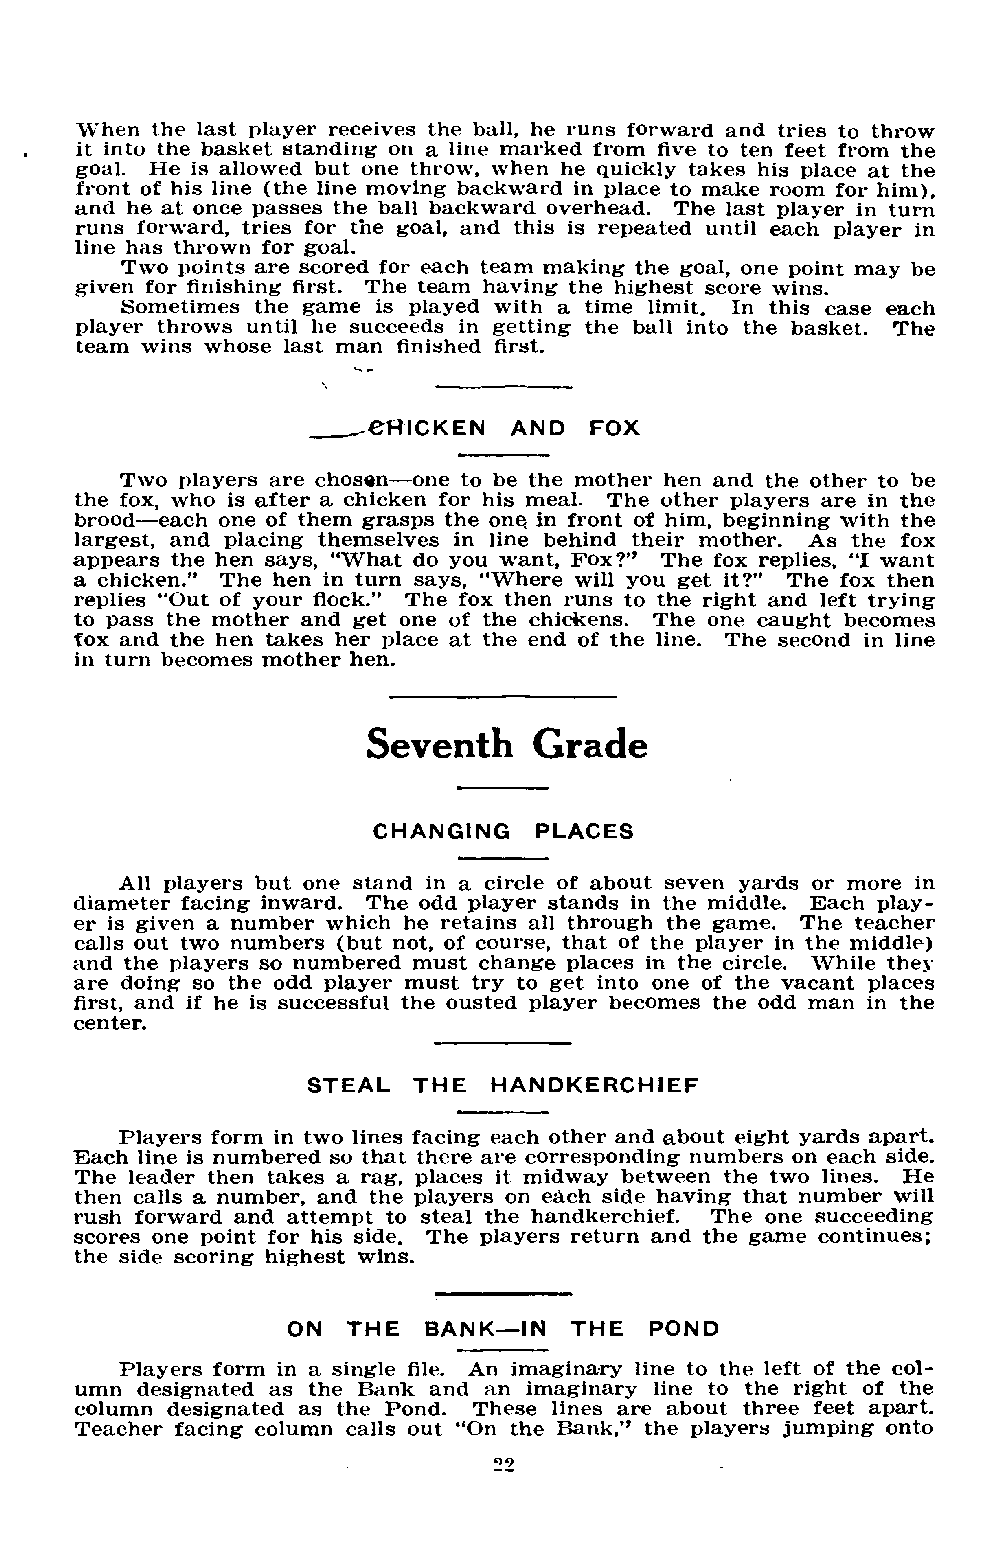 When the last player receives the ball, he runs forward and tries to throw
it into the basket standing on a line marked from five to ten feet from the
goal. He is allowed but one throw, when he quickly takes his place at the
front of his line (the line moving backward in place to make room for him),
and he at once passes the ball backward overhead. The last player in turn
runs forward, tries for the goal, and this is repeated until each player in
line has thrown for goal.
Two points are scored for each team making the goal, one point may be
given for finishing first. The team having the highest score wins.
Sometimes the game is played with a time limit. In this case each
player throws until he succeeds in getting the ball into the basket. The
team wins whose last man finished first.
CHICKEN AND FOX
Two players are chosen—one to be the mother hen and the other to be
the fox, who is after a chicken for his meal. The other players are in the
brood—each one of them grasps the one in front of him, beginning with the
largest, and placing themselves in line behind their mother. As the fox
appears the hen says, "What do you want, Fox?" The fox replies, "I want
a chicken." The hen in turn says, "Where will you get it?" The fox then
replies "Out of your flock." The fox then runs to the right and left trying
to pass the mother and get one of the chickens. The one caught becomes
fox and the hen takes her place at the end of the line. The second in line
in turn becomes mother hen.
Seventh Grade
CHANGING PLACES
All players but one stand in a circle of about seven yards or more in
diameter facing inward. The odd player stands in the middle. Each play-
er is given a number which he retains all through the game. The teacher
calls out two numbers (but not, of course, that of the player in the middle)
and the players so numbered must change places in the circle. While they
are doing so the odd player must try to get into one of the vacant places
first, and if he is successful the ousted player becomes the odd man in the
center.
STEAL THE HANDKERCHIEF
Players form in two lines facing each other and about eight yards apart.
Each line is numbered so that there are corresponding numbers on each side.
The leader then takes a rag, places it midway between the two lines. He
then calls a number, and the players on each side having that number will
rush forward and attempt to steal the handkerchief. The one succeeding
scores one point for his side. The players return and the game continues;
the side scoring highest wins.
ON THE BANK—IN THE POND
Players form in a single file. An imaginary line to the left of the col-
umn designated as the Bank and an imaginary line to the right of the
column designated as the Pond. These lines are about three feet apart.
Teacher facing column calls out "On the Bank," the players jumping onto
22